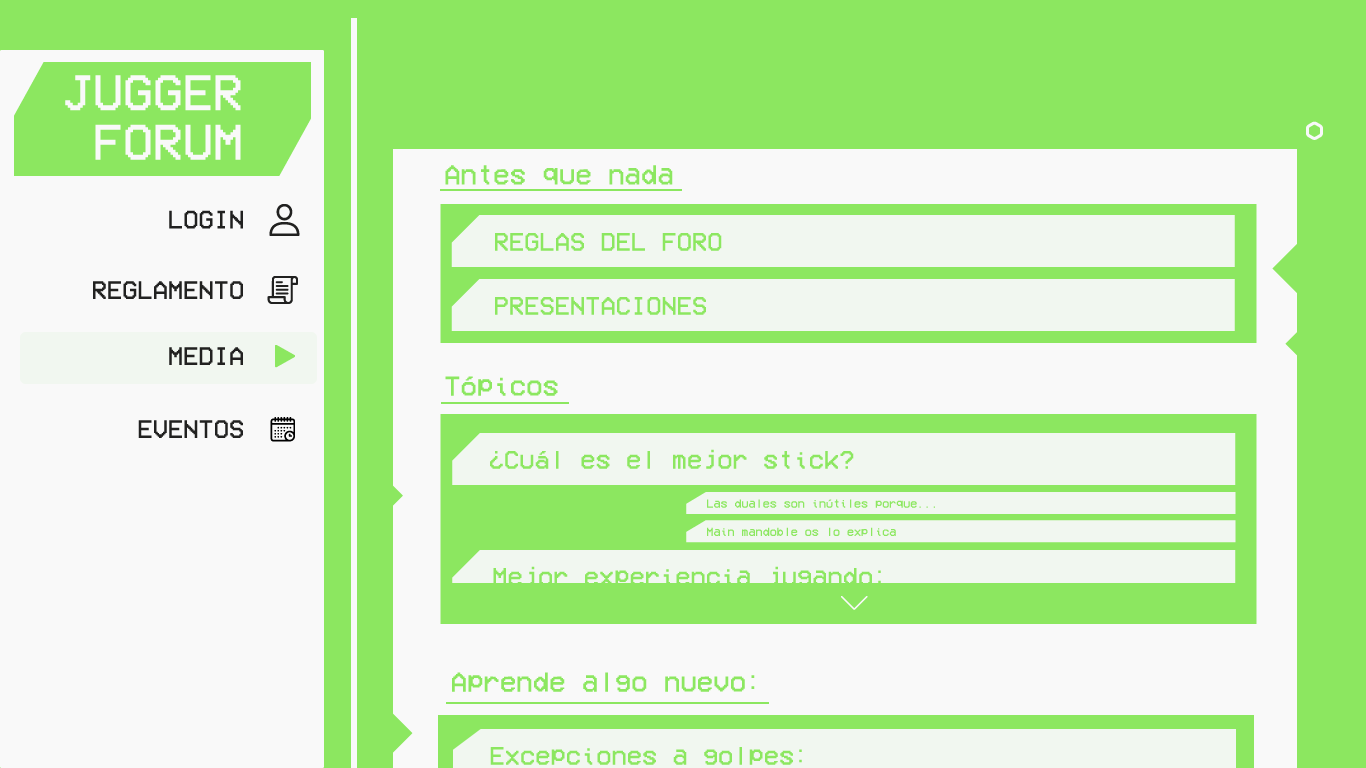 JUGGER
FORUM
LOGIN
REGLAMENTO
MEDIA
EVENTOS
Antes que nada
REGLAS DEL FORO
PRESENTACIONES
Tópicos
¿Cuál es el mejor stick?
Las duales son inútiles porque...
Main mandoble os lo explica
Mejor experiencia jugando:
Aprende algo nuevo:
Excepciones a golpes: